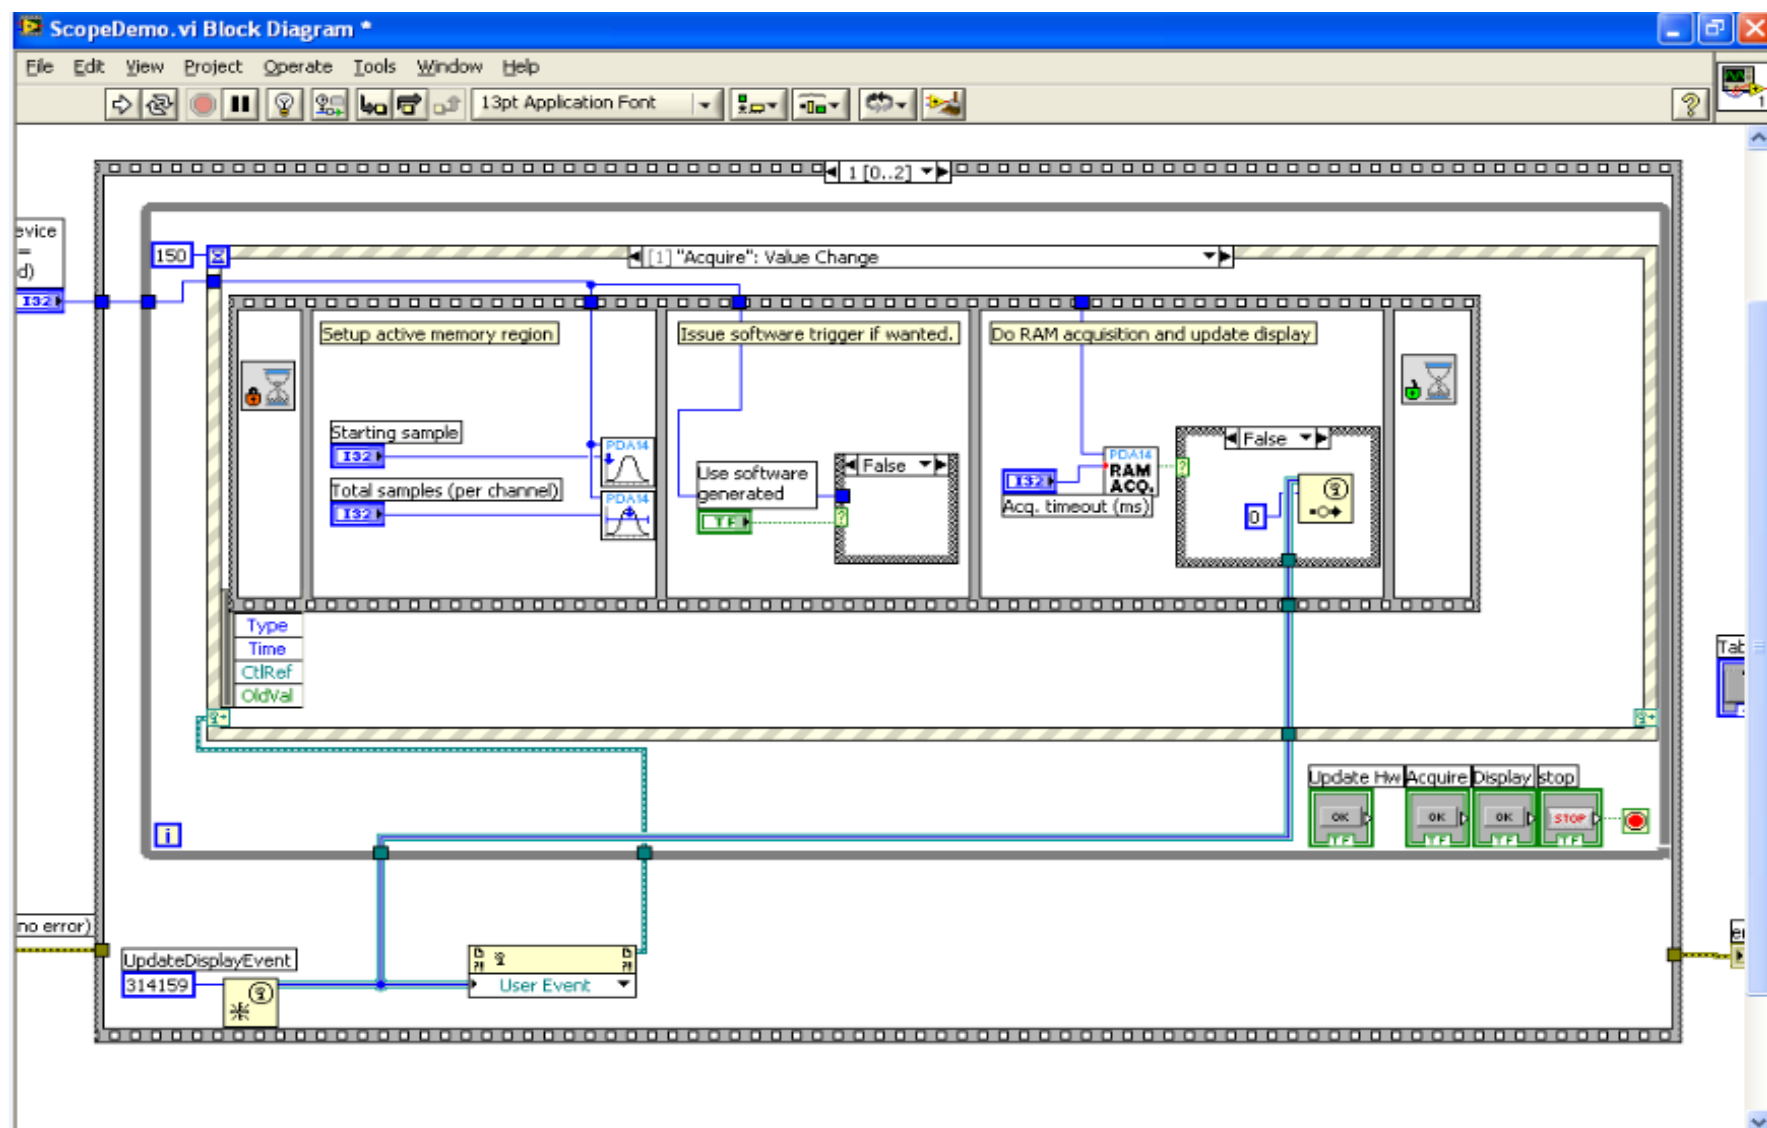 ScopeDemo.vi Block Diagram *
File Edit View Project Operate Tools Window Help
13pt Application Font
1
1 [0..2]
evice
=
d)
I32
150
[1] "Acquire": Value Change
Setup active memory region
Issue software trigger if wanted.
Do RAM acquisition and update display
Starting sample
I32
PDA14
Total samples (per channel)
I32
PDA14
Use software
generated
TF
False
?
PDA14
RAM
ACQ.
I32
Acq. timeout (ms)
False
?
0
Type
Time
CtlRef
OldVal
Tab
Update Hw Acquire Display stop
OK OK OK STOP
TF TF TF TF
i
no error)
UpdateDisplayEvent
314159
User Event